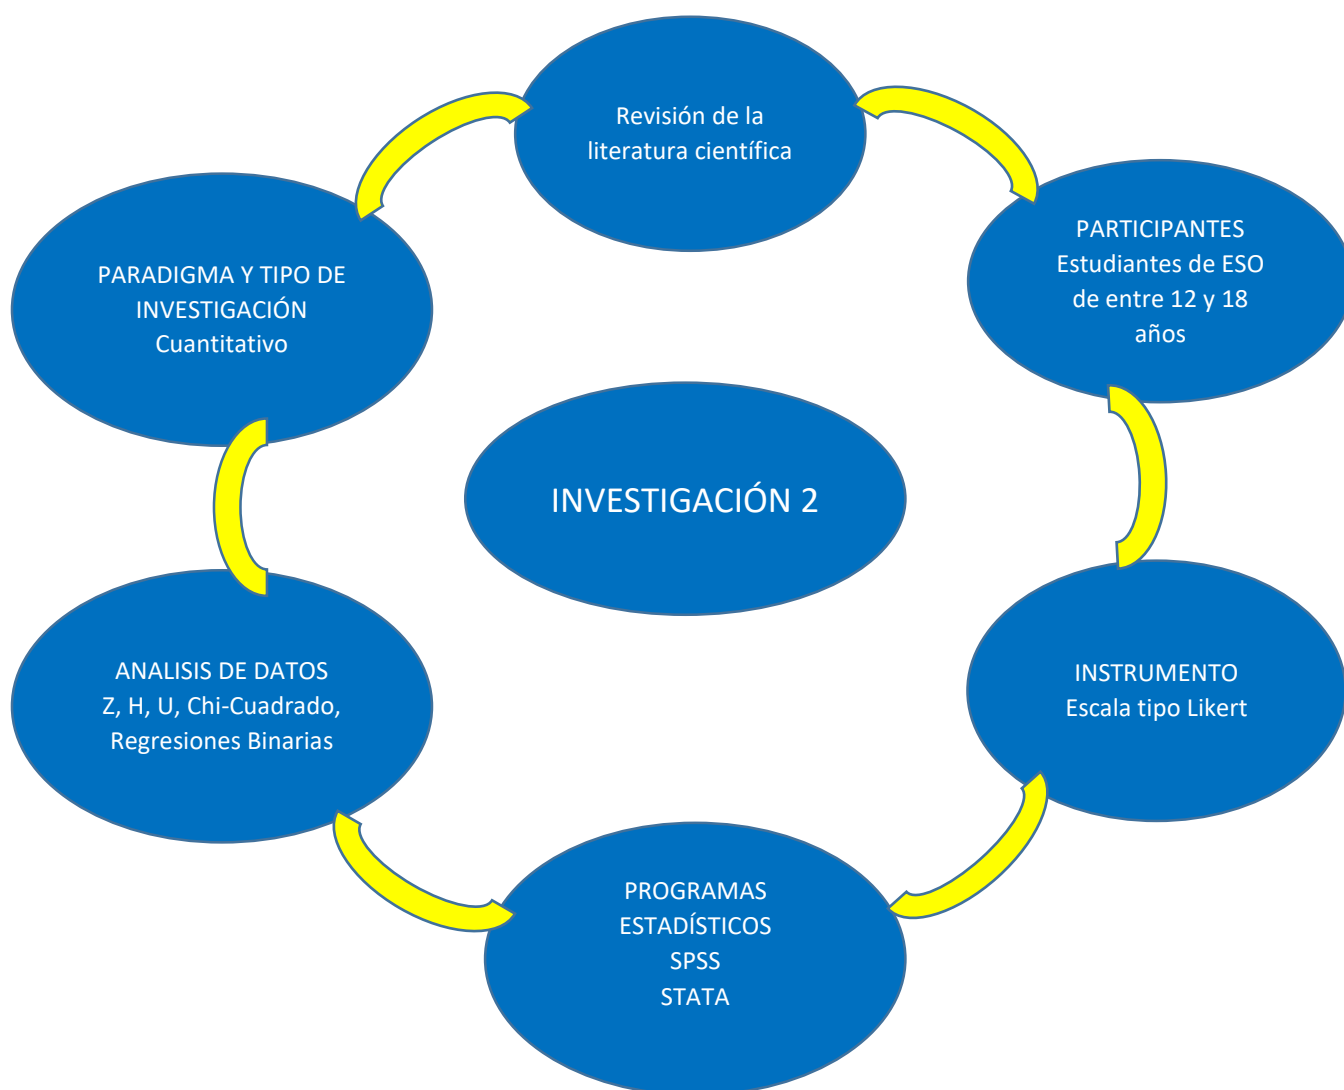 Revisión de la
literatura científica
PARTICIPANTES
Estudiantes de ESO
de entre 12 y 18
años
PARADIGMA Y TIPO DE
INVESTIGACIÓN
Cuantitativo
INVESTIGACIÓN 2
ANALISIS DE DATOS
Z, H, U, Chi-Cuadrado,
Regresiones Binarias
INSTRUMENTO
Escala tipo Likert
PROGRAMAS
ESTADÍSTICOS
SPSS
STATA